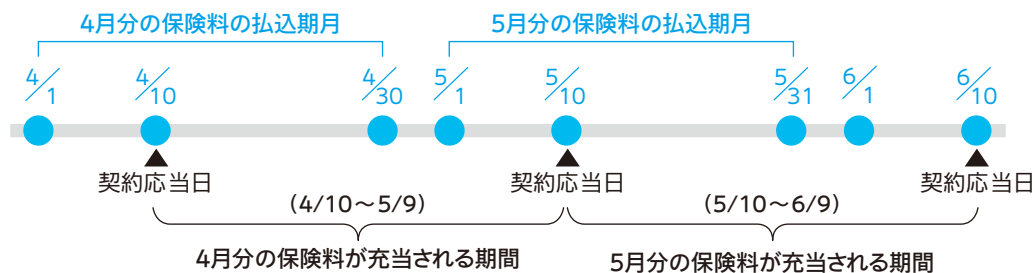 4月分の保険料の払込期月 5月分の保険料の払込期月
4/1 4/10 4/30 5/1 5/10 5/31 6/1 6/10
契約応当日 契約応当日 契約応当日
(4/10～5/9) (5/10～6/9)
4月分の保険料が充当される期間 5月分の保険料が充当される期間